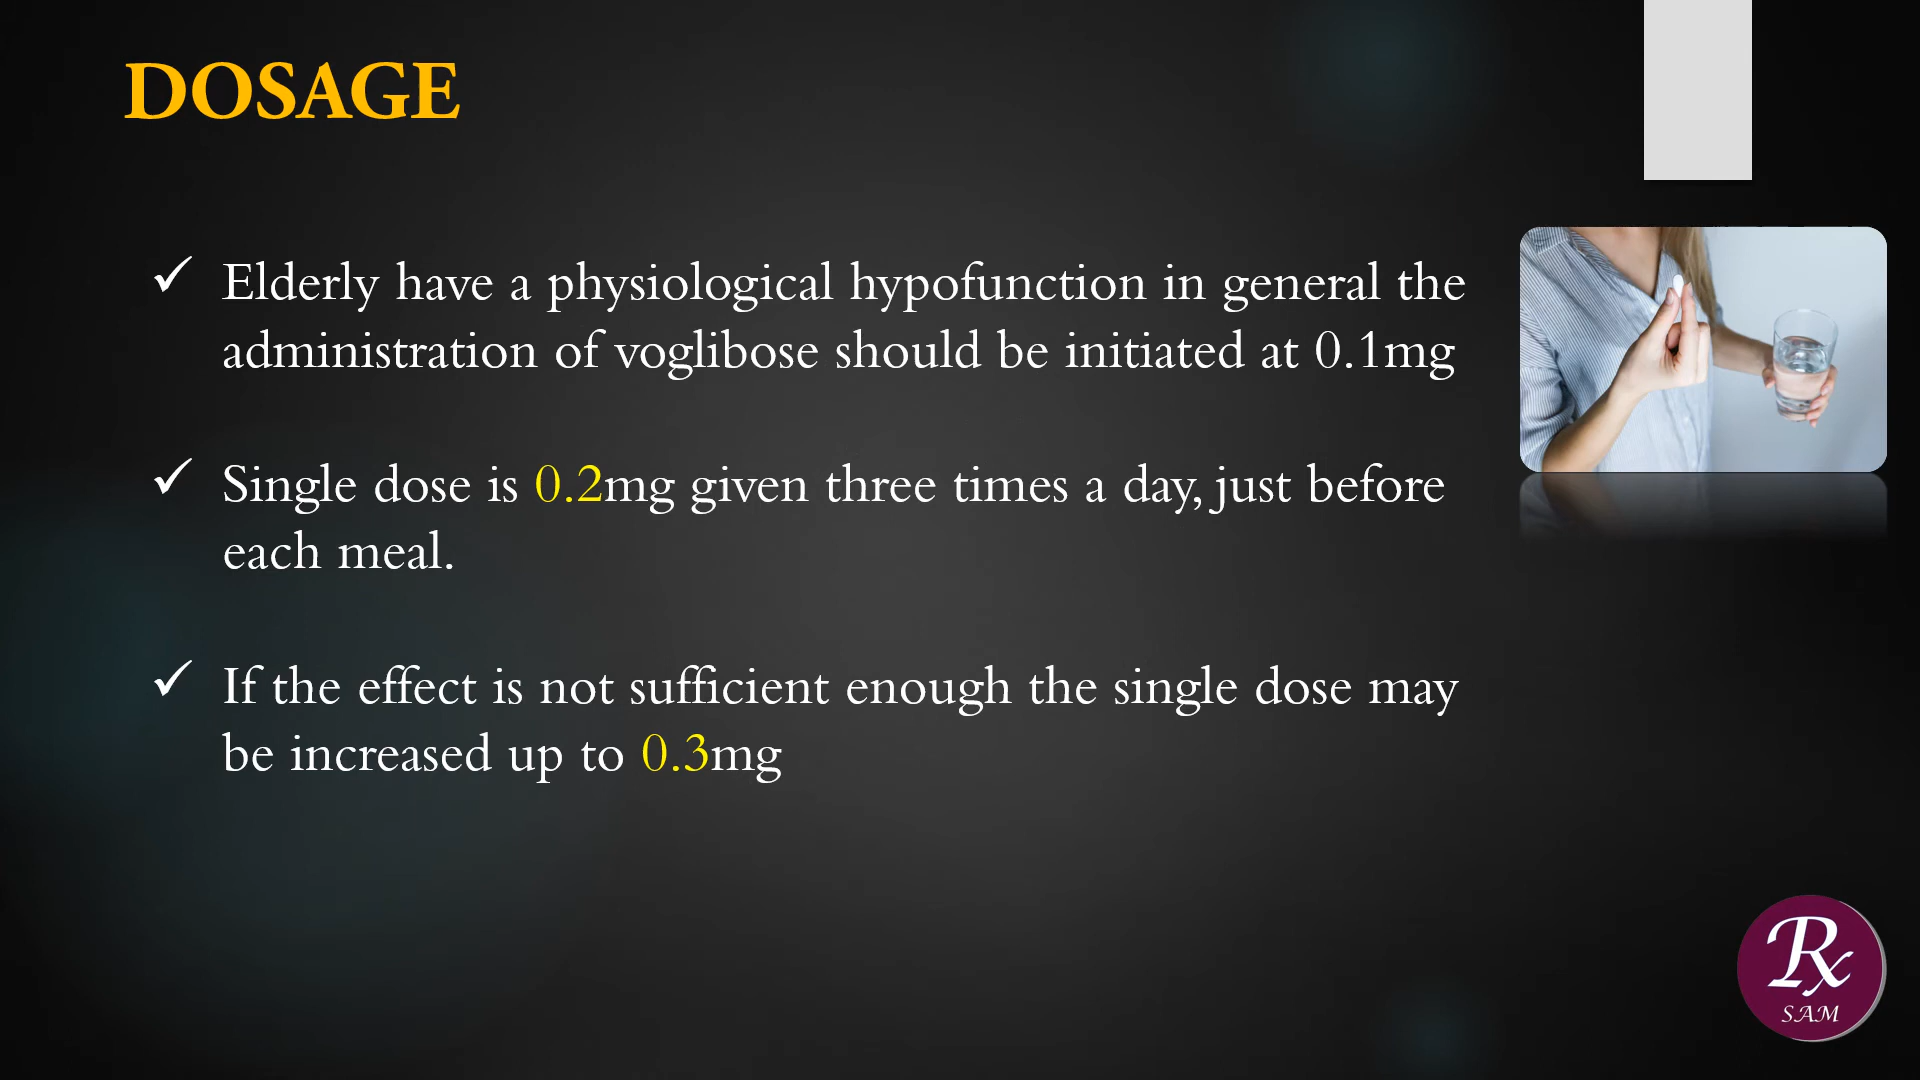 DOSAGE
✓ Elderly have a physiological hypofunction in general the
administration of voglibose should be initiated at 0.1mg
✓ Single dose is 0.2mg given three times a day, just before
each meal.
✓ If the effect is not sufficient enough the single dose may
be increased up to 0.3mg
Rx
SAM